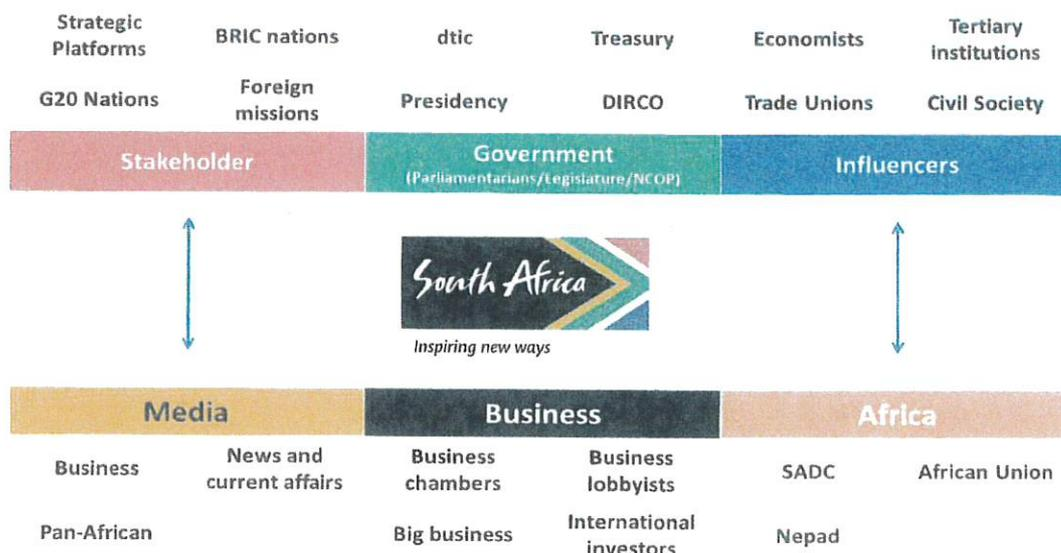 Strategic
Platforms
BRIC nations
dtic
Treasury
Economists
Tertiary
institutions
G20 Nations
Foreign
missions
Presidency
DIRCO
Trade Unions
Civil Society
Stakeholder
Government
(Parliamentarians/Legislature/NCOP)
Influencers
South Africa
Inspiring new ways
Media
Business
Africa
Business
News and
current affairs
Business
chambers
Business
lobbyists
SADC
African Union
Pan-African
Big business
International
investors
Nepad